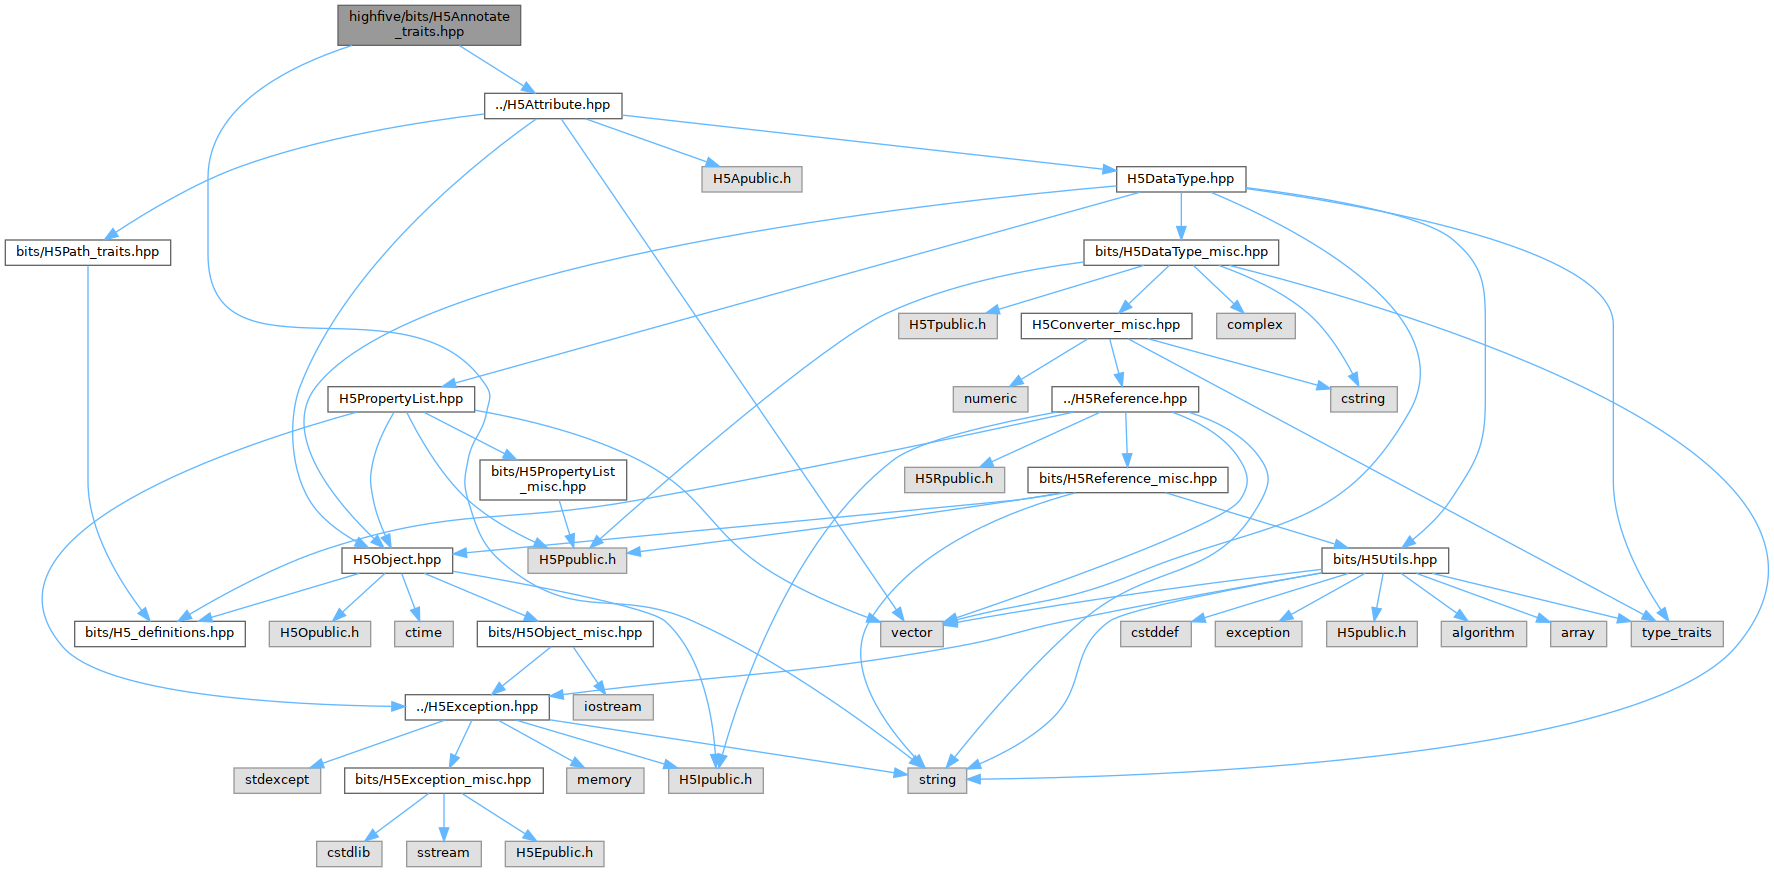 highfive/bits/H5Annotate
_traits.hpp
../H5Attribute.hpp
H5Apublic.h
H5DataType.hpp
bits/H5Path_traits.hpp
bits/H5DataType_misc.hpp
H5Tpublic.h
H5Converter_misc.hpp
complex
H5PropertyList.hpp
numeric
../H5Reference.hpp
cstring
bits/H5PropertyList
_misc.hpp
H5Rpublic.h
bits/H5Reference_misc.hpp
H5Object.hpp
H5Ppublic.h
bits/H5Utils.hpp
bits/H5_definitions.hpp
H5Opublic.h
ctime
bits/H5Object_misc.hpp
vector
cstddef
exception
H5public.h
algorithm
array
type_traits
../H5Exception.hpp
iostream
stdexcept
bits/H5Exception_misc.hpp
memory
H5Ipublic.h
string
cstdlib
sstream
H5Epublic.h